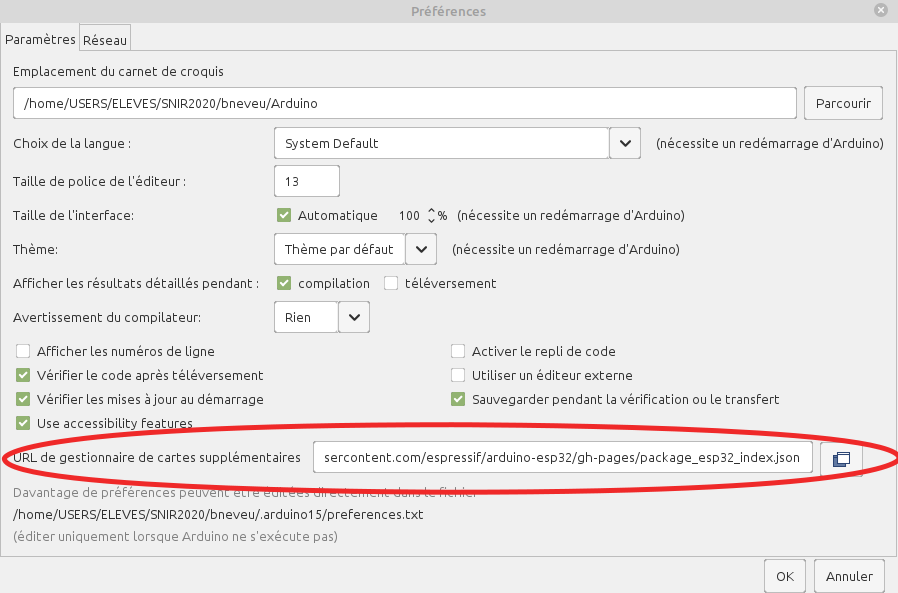 Préférences
Paramètres Réseau
Emplacement du carnet de croquis
/home/USERS/ELEVES/SNIR2020/bneveu/Arduino Parcourir
Choix de la langue : System Default (nécessite un redémarrage d'Arduino)
Taille de police de l'éditeur : 13
Taille de l'interface: Automatique 100 % (nécessite un redémarrage d'Arduino)
Thème: Thème par défaut (nécessite un redémarrage d'Arduino)
Afficher les résultats détaillés pendant : compilation téléversement
Avertissement du compilateur: Rien
Afficher les numéros de ligne Activer le repli de code
Vérifier le code après téléversement Utiliser un éditeur externe
Vérifier les mises à jour au démarrage Sauvegarder pendant la vérification ou le transfert
Use accessibility features
URL de gestionnaire de cartes supplémentaires sercontent.com/espressif/arduino-esp32/gh-pages/package_esp32_index.json
Davantage de préférences peuvent être éditées directement dans le fichier
/home/USERS/ELEVES/SNIR2020/bneveu/.arduino15/preferences.txt
(éditer uniquement lorsque Arduino ne s'exécute pas)
OK Annuler